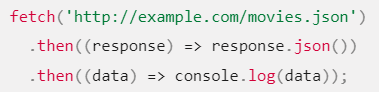 fetch('http://example.com/movies.json')
  .then((response) => response.json())
  .then((data) => console.log(data));